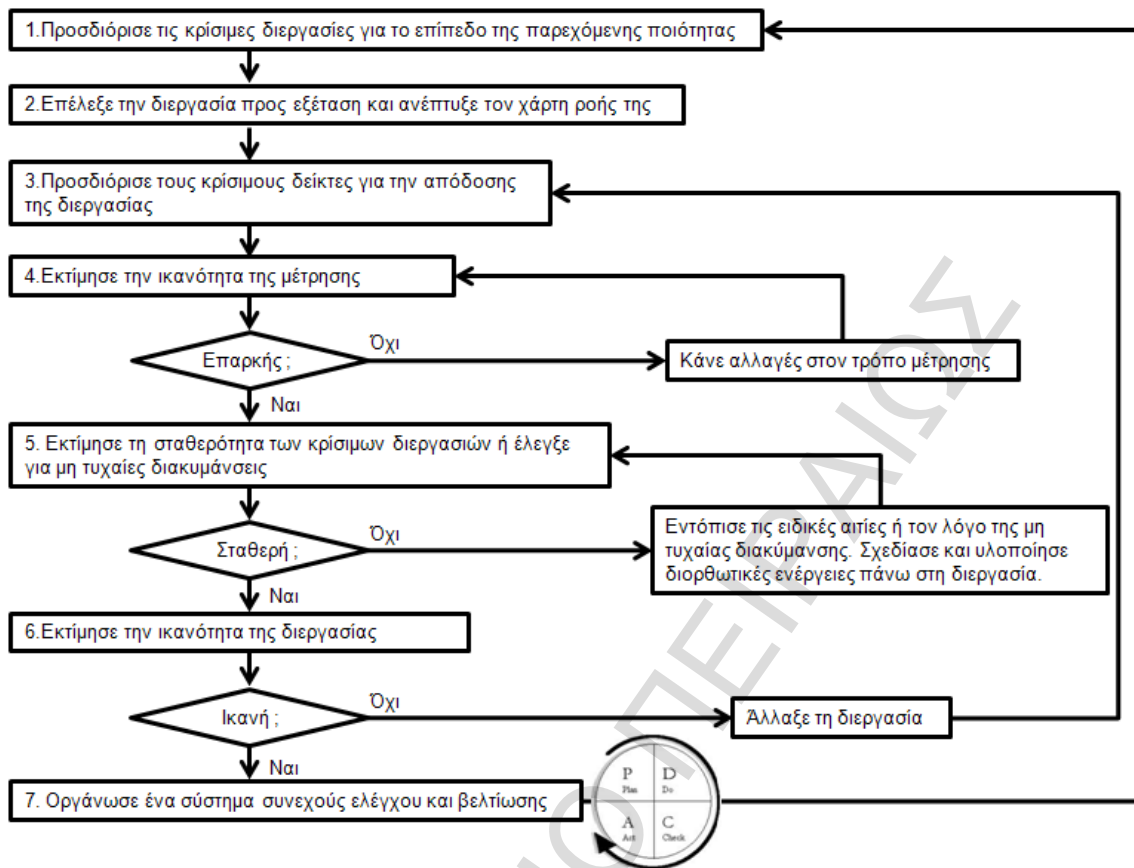 1.Προσδιόρισε τις κρίσιμες διεργασίες για το επίπεδο της παρεχόμενης ποιότητας
2.Επέλεξε την διεργασία προς εξέταση και ανέπτυξε τον χάρτη ροής της
3.Προσδιόρισε τους κρίσιμους δείκτες για την απόδοσης
της διεργασίας
4.Εκτίμησε την ικανότητα της μέτρησης
Επαρκής ;
Όχι
Κάνε αλλαγές στον τρόπο μέτρησης
Ναι
5. Εκτίμησε τη σταθερότητα των κρίσιμων διεργασιών ή έλεγξε
για μη τυχαίες διακυμάνσεις
Σταθερή ;
Όχι
Εντόπισε τις ειδικές αιτίες ή τον λόγο της μη
τυχαίας διακύμανσης. Σχεδίασε και υλοποίησε
διορθωτικές ενέργειες πάνω στη διεργασία.
Ναι
6.Εκτίμησε την ικανότητα της διεργασίας
Ικανή ;
Όχι
Άλλαξε τη διεργασία
Ναι
7. Οργάνωσε ένα σύστημα συνεχούς ελέγχου και βελτίωσης
P D
Plan Do
A C
Act Check
ΠΕΙΡΑΙΩΣ